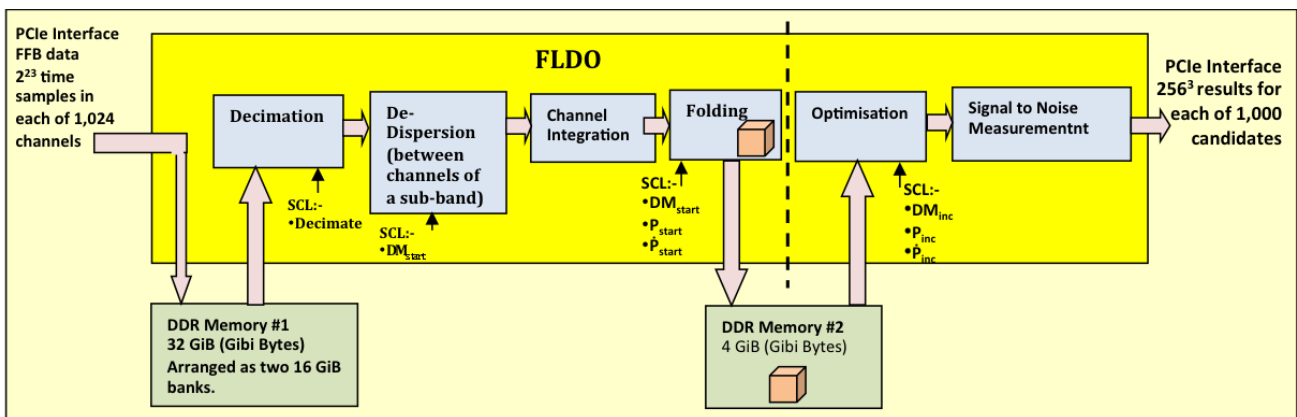 PCIe Interface
FFB data
2²³ time
samples in
each of 1,024
channels
FLDO
Decimation
De-
Dispersion
(between
channels of
a sub-band)
Channel
Integration
Folding
Optimisation
Signal to Noise
Measurementnt
PCIe Interface
256³ results for
each of 1,000
candidates
SCL:-
•Decimate
SCL:-
•DMstart
SCL:-
•DMstart
•Pstart
•Ṗstart
SCL:-
•DMinc
•Pinc
•Ṗinc
DDR Memory #1
32 GiB (Gibi Bytes)
Arranged as two 16 GiB
banks.
DDR Memory #2
4 GiB (Gibi Bytes)